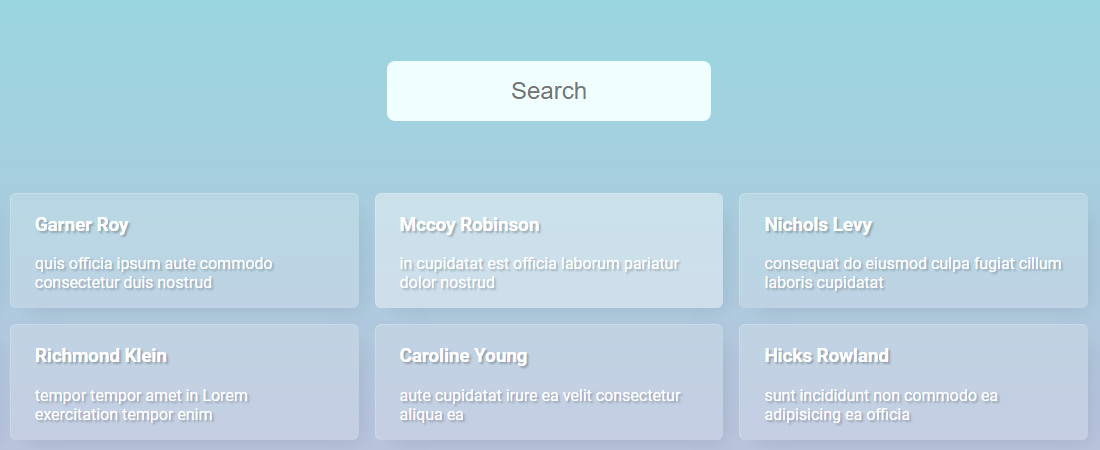 Search
Garner Roy
quis officia ipsum aute commodo
consectetur duis nostrud
Mccoy Robinson
in cupidatat est officia laborum pariatur
dolor nostrud
Nichols Levy
consequat do eiusmod culpa fugiat cillum
laboris cupidatat
Richmond Klein
tempor tempor amet in Lorem
exercitation tempor enim
Caroline Young
aute cupidatat irure ea velit consectetur
aliqua ea
Hicks Rowland
sunt incididunt non commodo ea
adipisicing ea officia